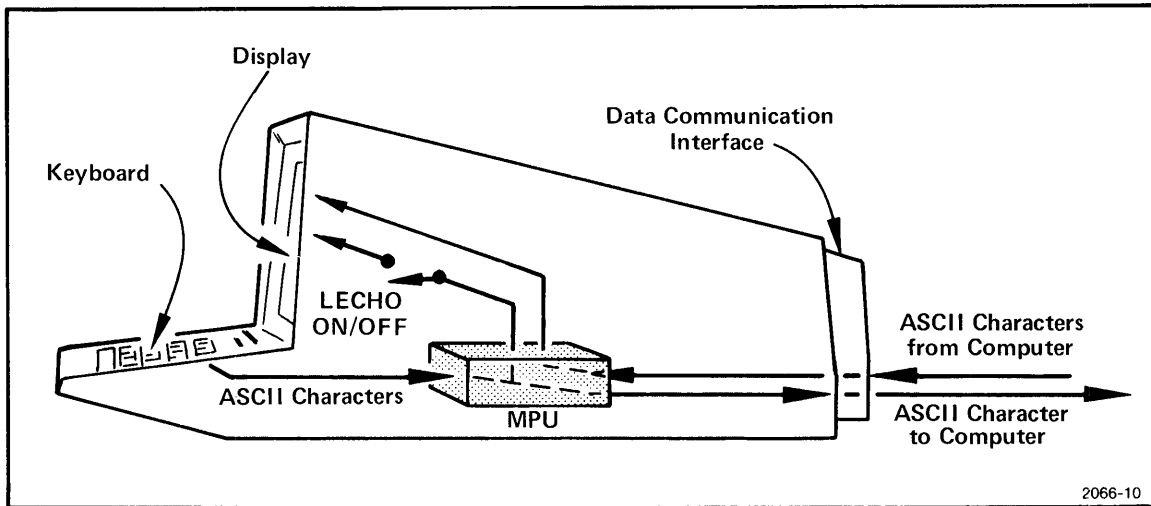 Display
Data Communication
Interface
Keyboard
LECHO
ON/OFF
ASCII Characters
from Computer
ASCII Characters
MPU
ASCII Character
to Computer
2066-10